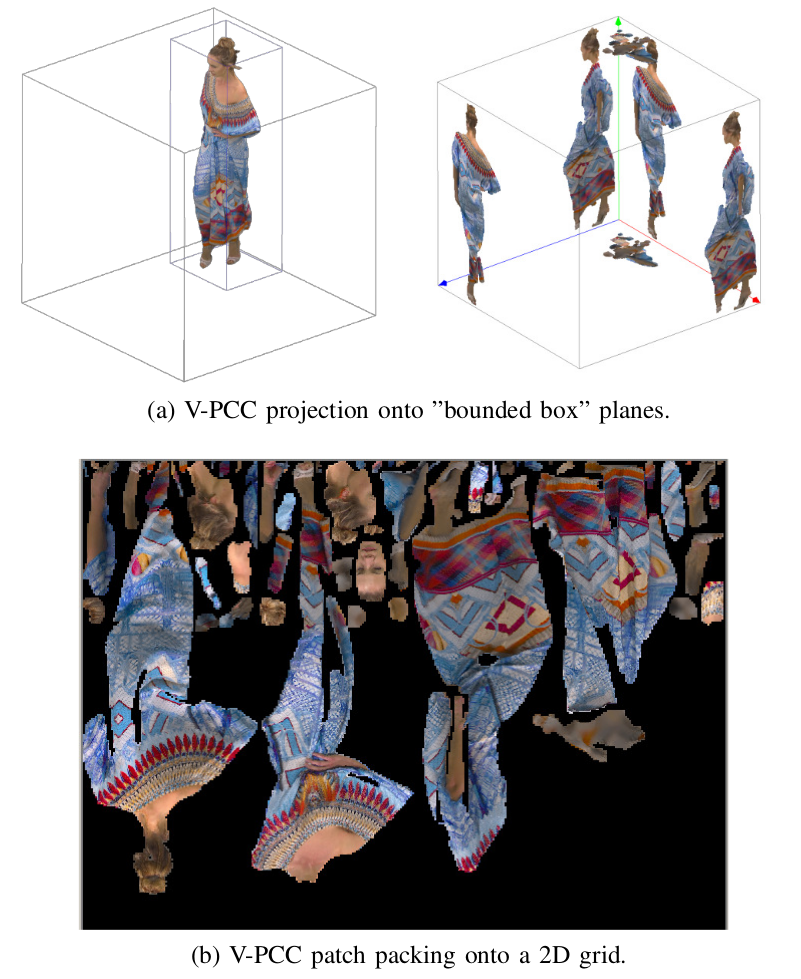 (a) V-PCC projection onto ”bounded box” planes.
(b) V-PCC patch packing onto a 2D grid.